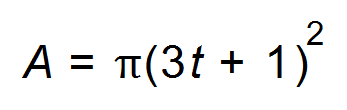 A = π(3t + 1)²